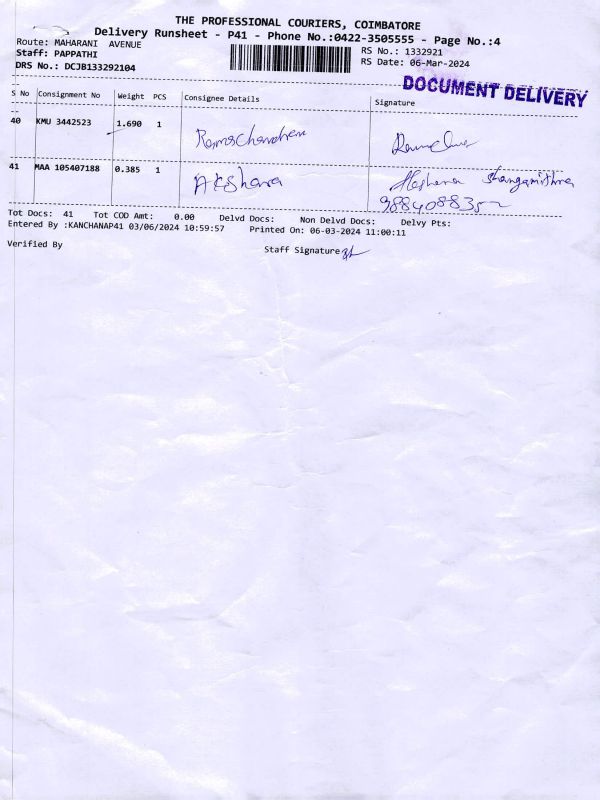 THE PROFESSIONAL COURIERS, COIMBATORE
Delivery Runsheet - P41 - Phone No.:0422-3505555 - Page No.:4
Route: MAHARANI AVENUE
RS No.: 1332921
Staff: PAPPATHI
RS Date: 06-Mar-2024
DRS No.: DCJB133292104
DOCUMENT DELIVERY
S No Consignment No Weight PCS Consignee Details Signature
40 KMU 3442523 1.690 1 Ramachandran
41 MAA 105407188 0.385 1 Akshara
Tot Docs: 41 Tot COD Amt: 0.00 Delvd Docs: Non Delvd Docs: Delvy Pts:
Entered By :KANCHANAP41 03/06/2024 10:59:57 Printed On: 06-03-2024 11:00:11
Verified By Staff Signature